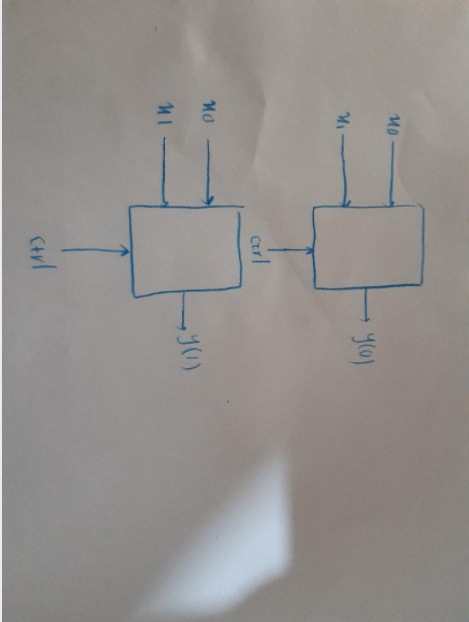 x0
x1
y(0)
ctrl
x0
x1
y(1)
ctrl